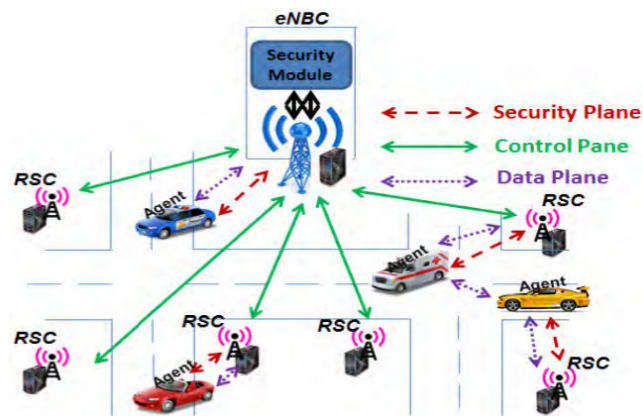 eNBC
Security
Module
Security Plane
Control Pane
Data Plane
RSC
Agent
RSC
Agent
Agent
RSC
RSC
RSC
Agent
RSC